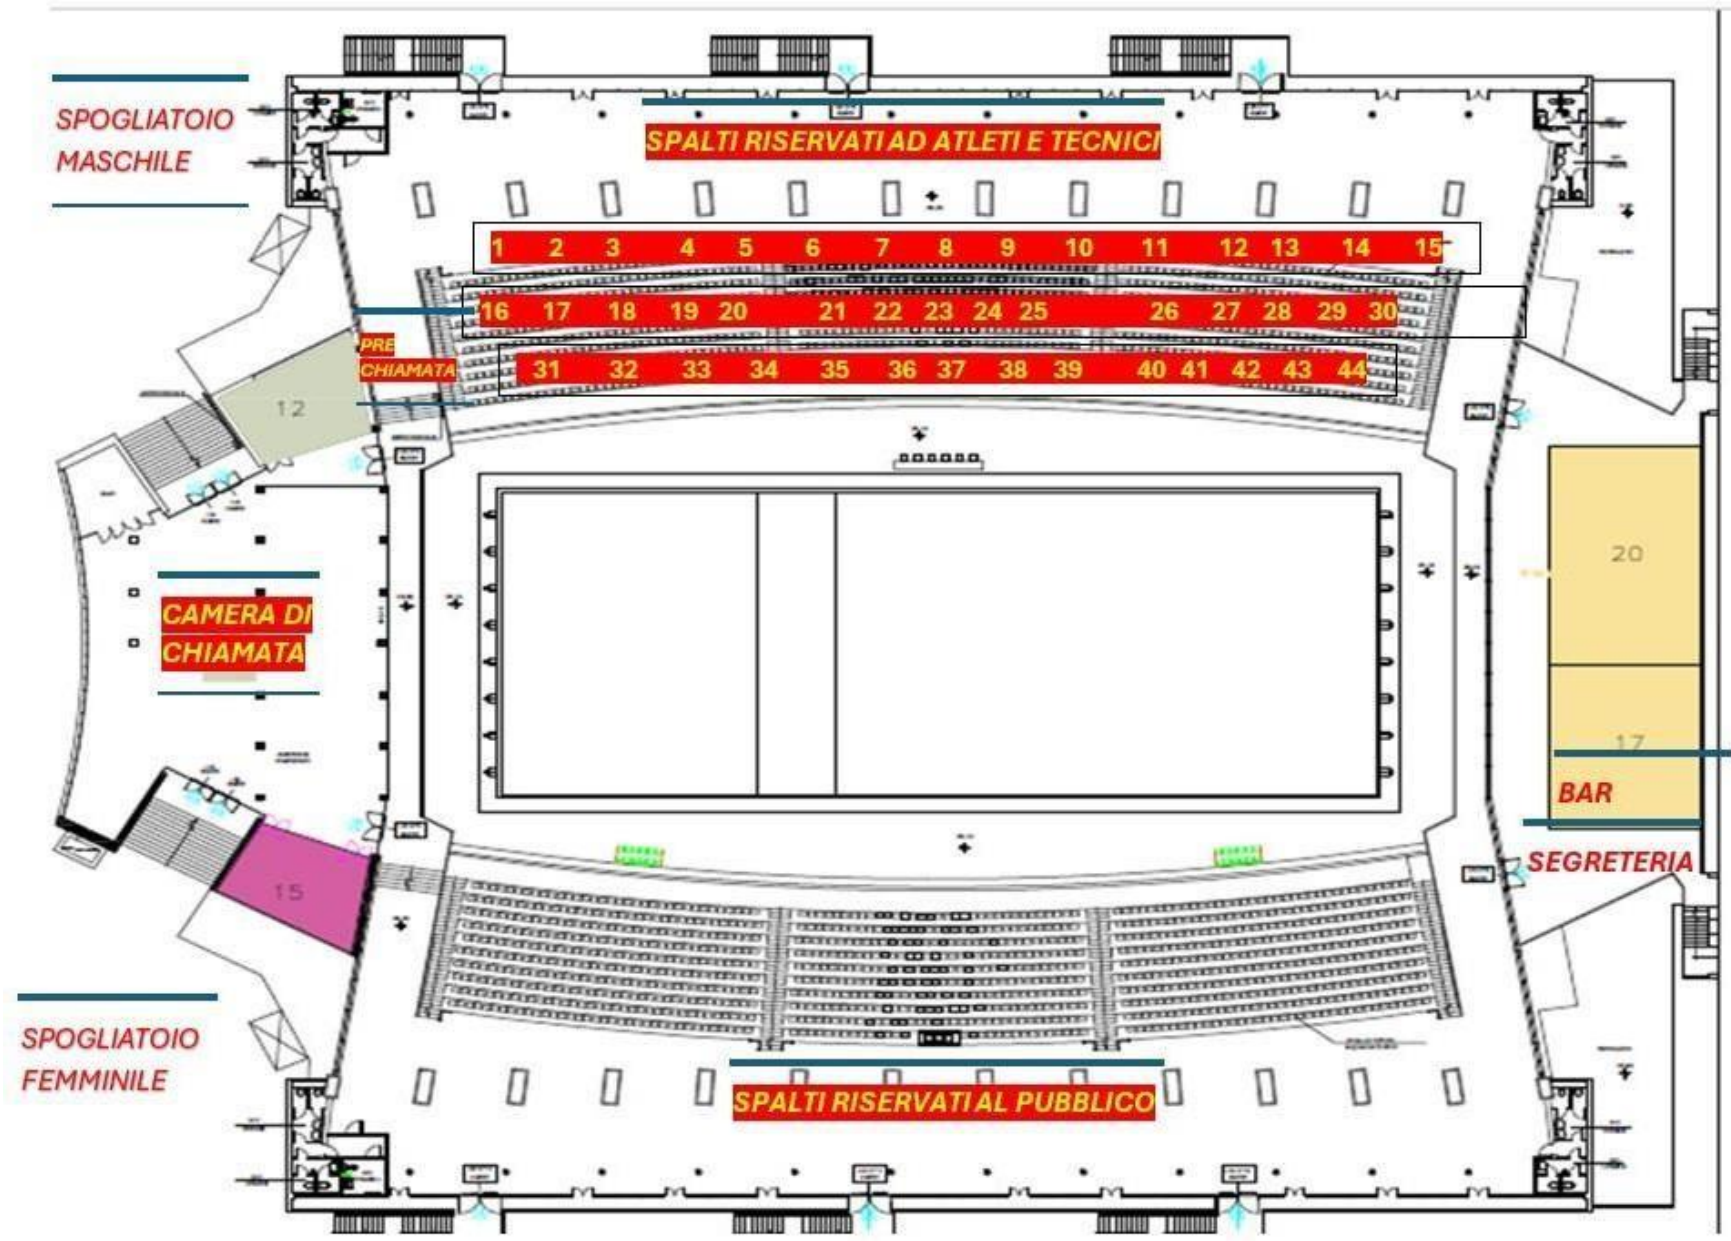 SPOGLIATOIO
MASCHILE
SPALTI RISERVATI AD ATLETI E TECNICI
1 2 3 4 5 6 7 8 9 10 11 12 13 14 15
16 17 18 19 20 21 22 23 24 25 26 27 28 29 30
PRE
CHIAMATA
31 32 33 34 35 36 37 38 39 40 41 42 43 44
12
20
CAMERA DI
CHIAMATA
17
BAR
SEGRETERIA
15
SPOGLIATOIO
FEMMINILE
SPALTI RISERVATI AL PUBBLICO